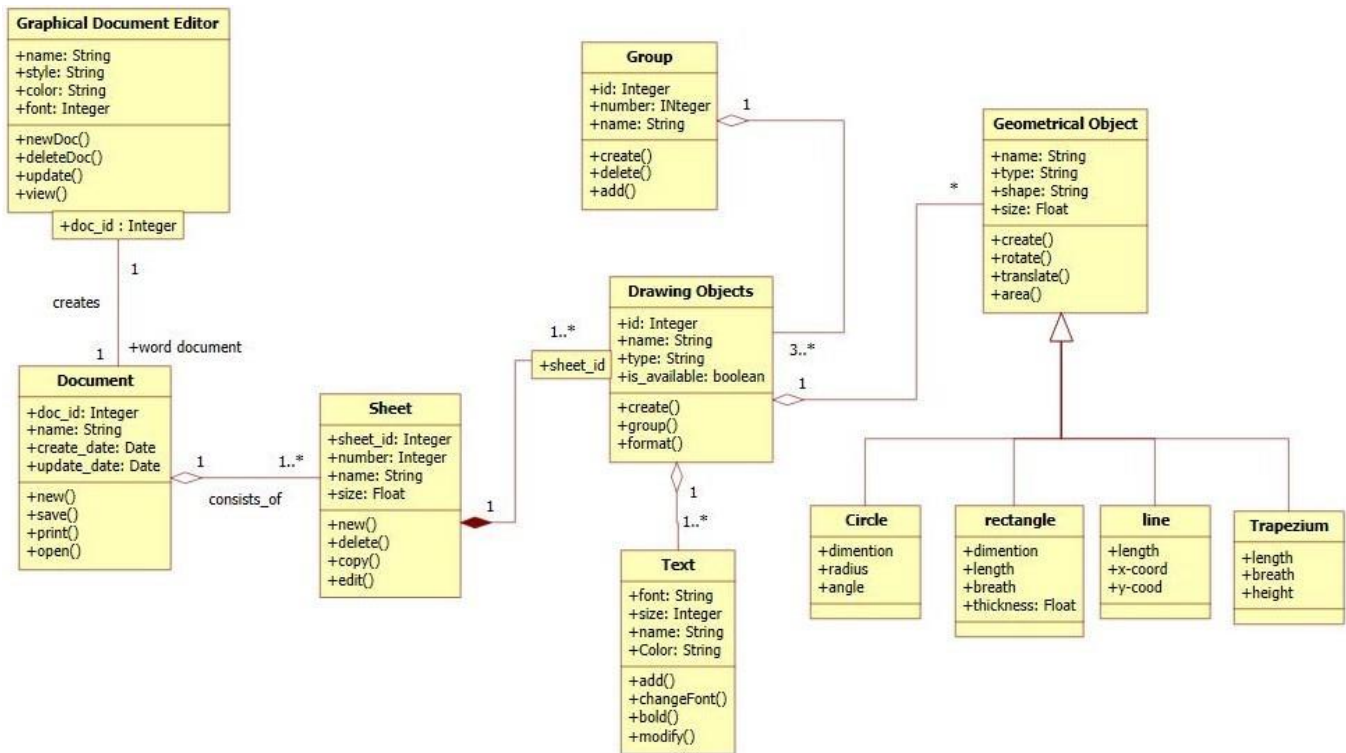 Graphical Document Editor
+name: String
+style: String
+color: String
+font: Integer
+newDoc()
+deleteDoc()
+update()
+view()
+doc_id : Integer
1
creates
1
+word document
Document
+doc_id: Integer
+name: String
+create_date: Date
+update_date: Date
+new()
+save()
+print()
+open()
1
1..*
consists_of
Sheet
+sheet_id: Integer
+number: Integer
+name: String
+size: Float
+new()
+delete()
+copy()
+edit()
1
1..*
+sheet_id
Group
+id: Integer
+number: INteger
+name: String
+create()
+delete()
+add()
1
3..*
Drawing Objects
+id: Integer
+name: String
+type: String
+is_available: boolean
+create()
+group()
+format()
1
*
1
1..*
Text
+font: String
+size: Integer
+name: String
+Color: String
+add()
+changeFont()
+bold()
+modify()
Geometrical Object
+name: String
+type: String
+shape: String
+size: Float
+create()
+rotate()
+translate()
+area()
Circle
+dimention
+radius
+angle
rectangle
+dimention
+length
+breath
+thickness: Float
line
+length
+x-coord
+y-cood
Trapezium
+length
+breath
+height